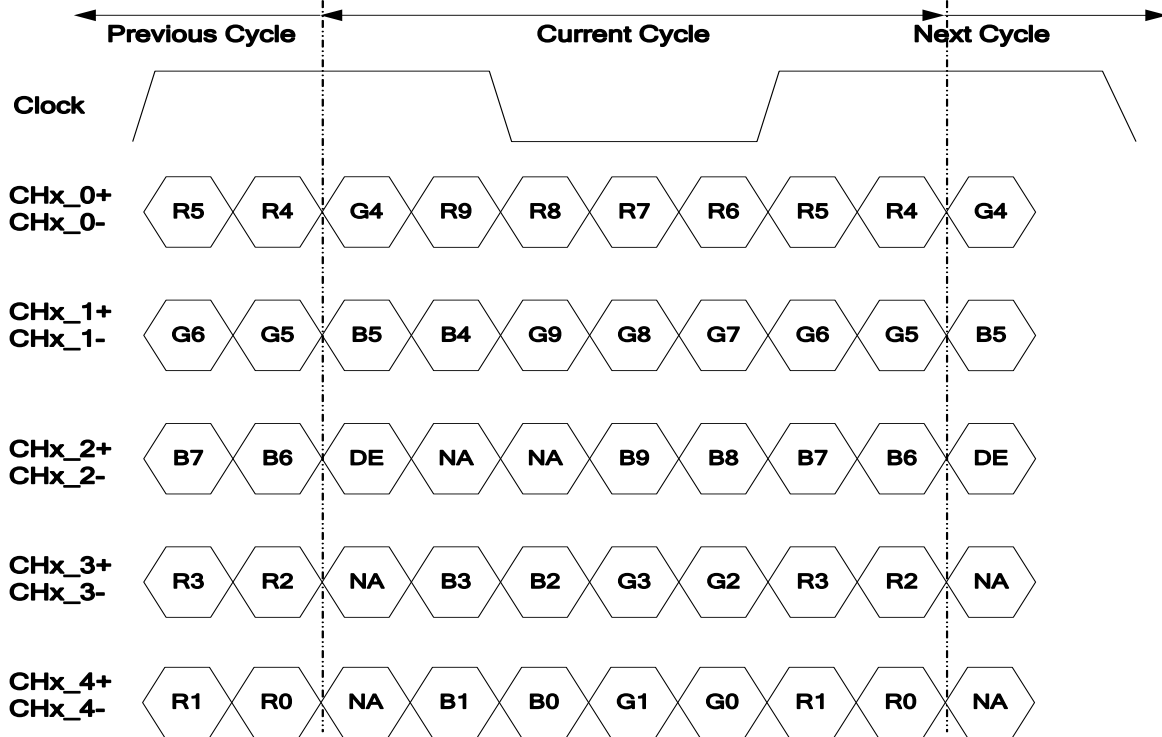 Previous Cycle Current Cycle Next Cycle
Clock
CHx_0+
CHx_0-
R5 R4 G4 R9 R8 R7 R6 R5 R4 G4
CHx_1+
CHx_1-
G6 G5 B5 B4 G9 G8 G7 G6 G5 B5
CHx_2+
CHx_2-
B7 B6 DE NA NA B9 B8 B7 B6 DE
CHx_3+
CHx_3-
R3 R2 NA B3 B2 G3 G2 R3 R2 NA
CHx_4+
CHx_4-
R1 R0 NA B1 B0 G1 G0 R1 R0 NA